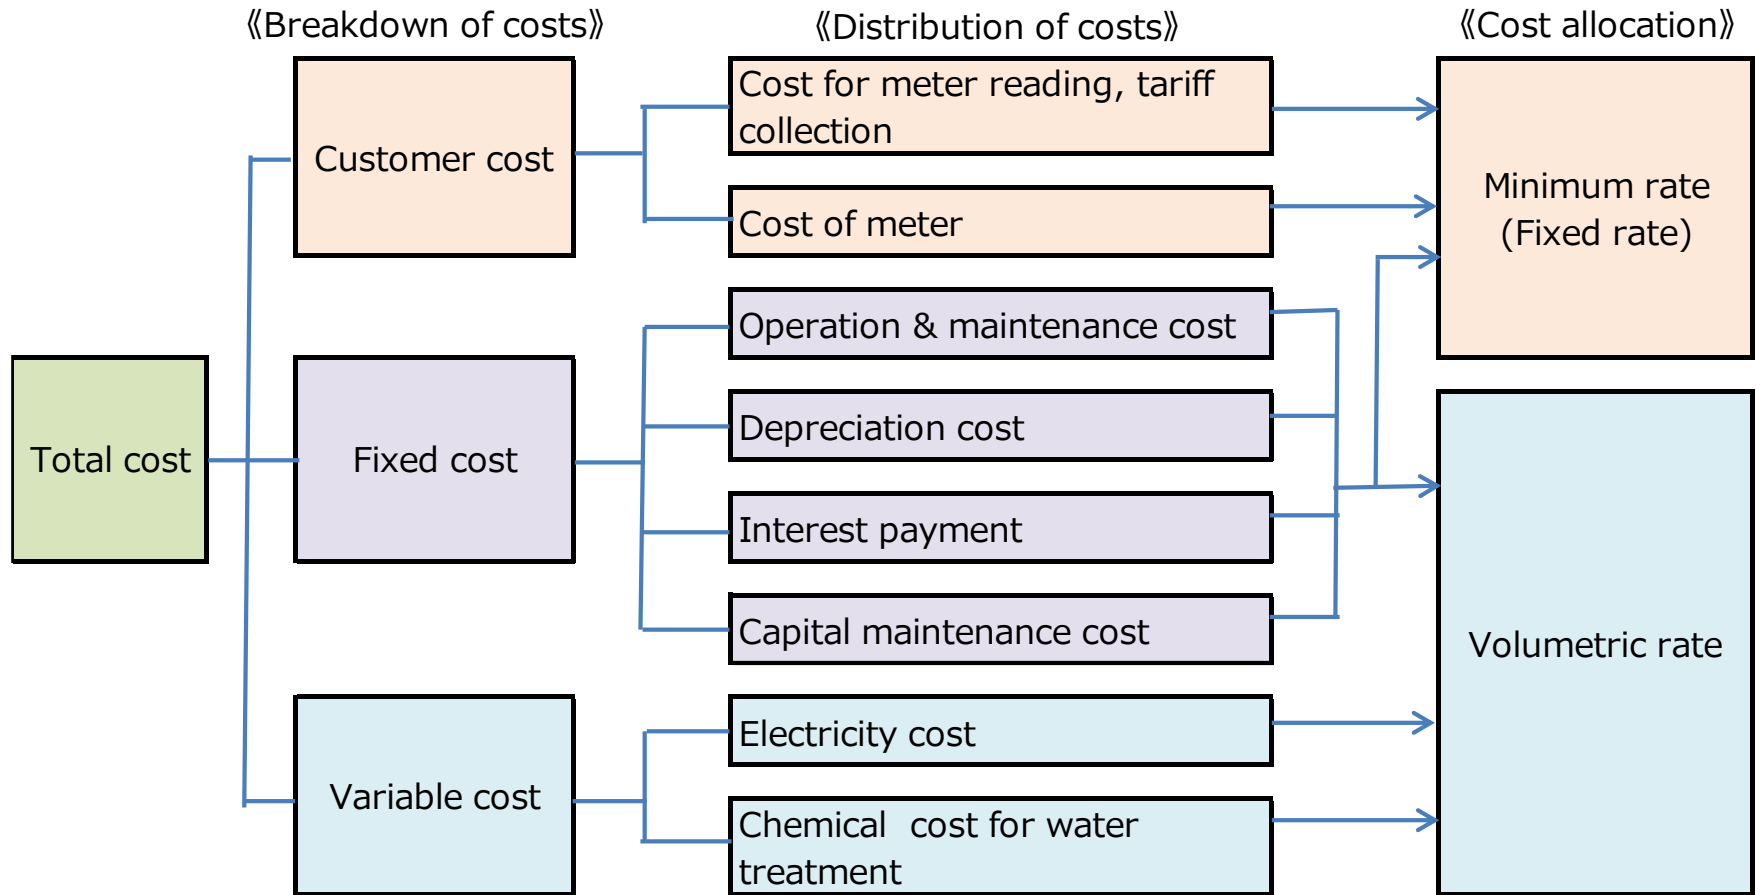 《Breakdown of costs》
《Distribution of costs》
《Cost allocation》
Total cost
Customer cost
Fixed cost
Variable cost
Cost for meter reading, tariff
collection
Cost of meter
Operation & maintenance cost
Depreciation cost
Interest payment
Capital maintenance cost
Electricity cost
Chemical  cost for water
treatment
Minimum rate
(Fixed rate)
Volumetric rate